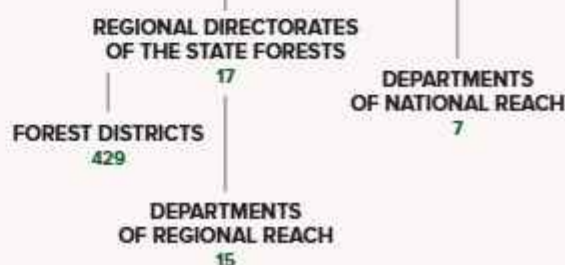 REGIONAL DIRECTORATES
OF THE STATE FORESTS
17
DEPARTMENTS
OF NATIONAL REACH
7
FOREST DISTRICTS
429
DEPARTMENTS
OF REGIONAL REACH
15